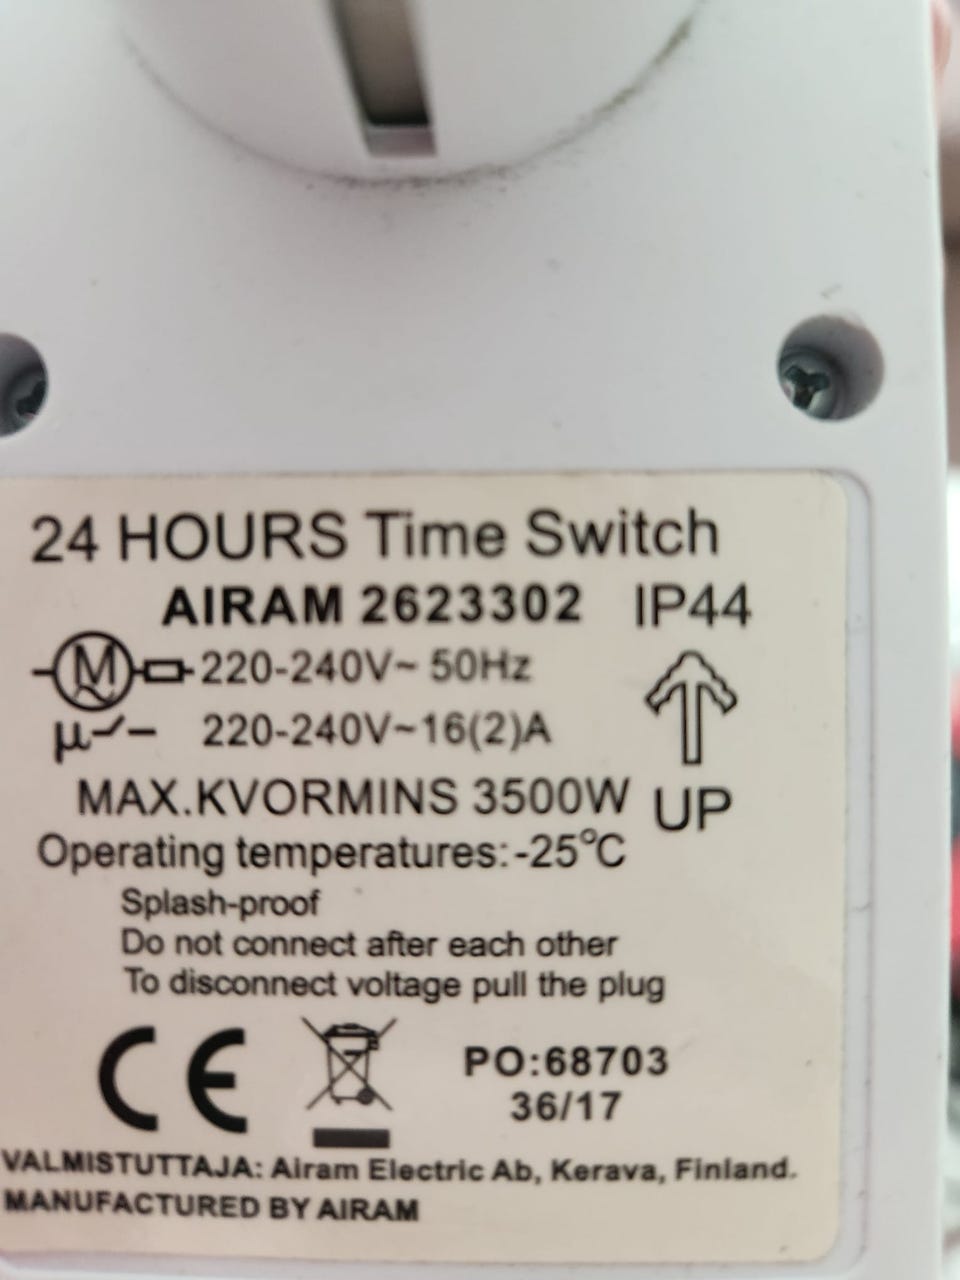 24 HOURS Time Switch
AIRAM 2623302 IP44
M 220-240V~ 50Hz
µ 220-240V~16(2)A
MAX.KVORMINS 3500W UP
Operating temperatures:-25°C
Splash-proof
Do not connect after each other
To disconnect voltage pull the plug
CE PO:68703
36/17
VALMISTUTTAJA: Airam Electric Ab, Kerava, Finland.
MANUFACTURED BY AIRAM